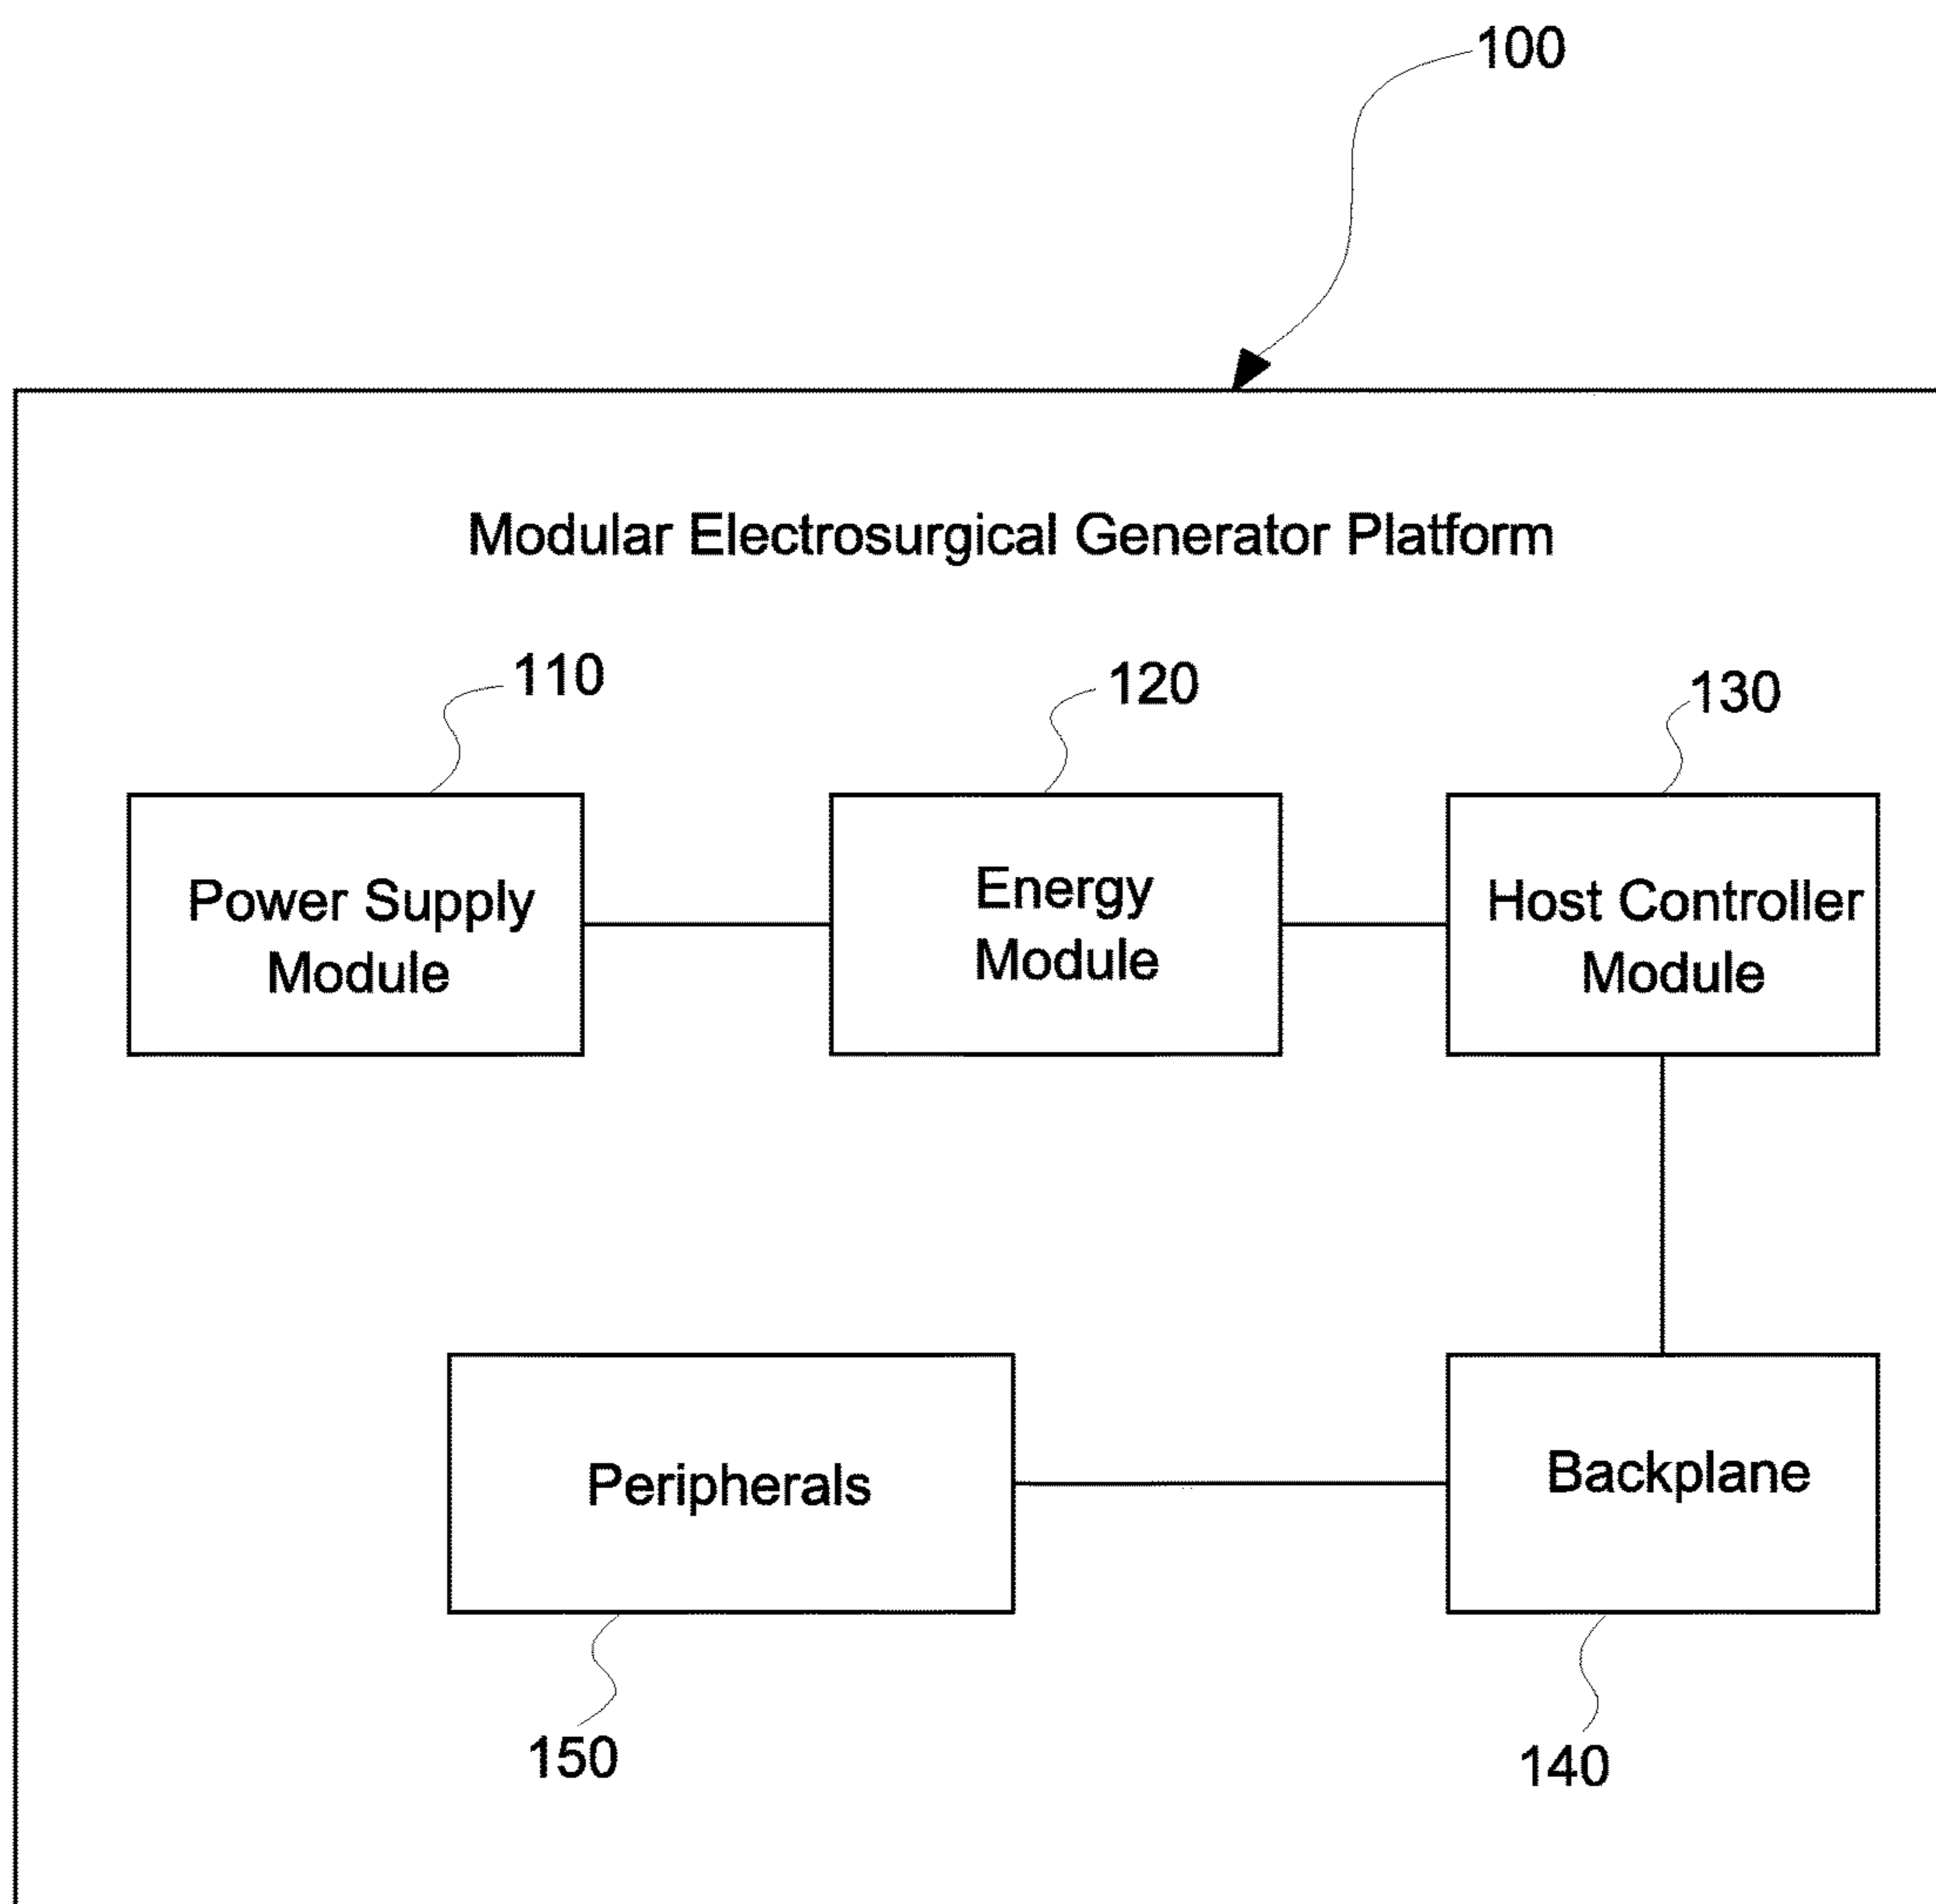 100
Modular Electrosurgical Generator Platform
110
120
130
Power Supply
Module
Energy
Module
Host Controller
Module
Peripherals
Backplane
150
140